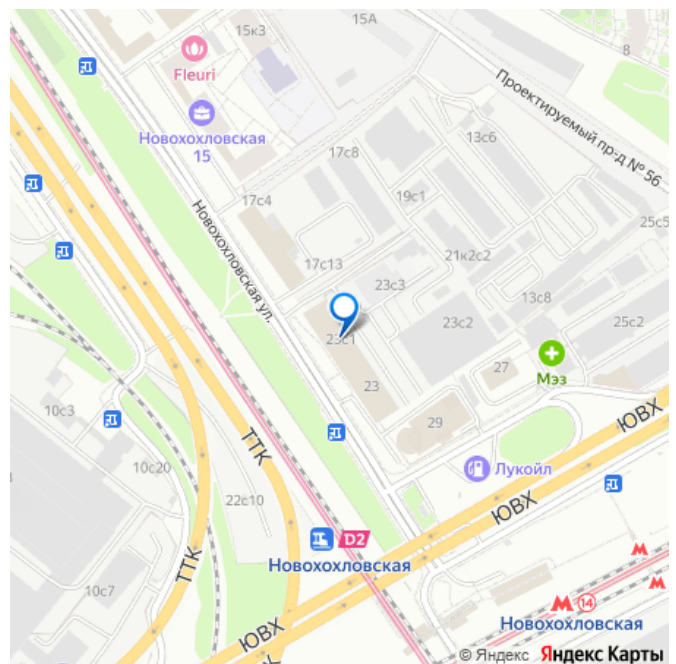 15А
15к3
8
Fleuri
Проектируемый пр-д № 56
Новохохловская
15
13с6
17с8
17с4
19с1
25с5
Новохохловская ул.
21к2с2
17с13
23с3
13с8
23с2
25с2
23с1
27
Мэз
23
10с3
29
ЮВХ
ТТК
10с20
Лукойл
22с10
ЮВХ
D2
Новохохловская
ТТК
10с7
14
Новохохловская
ЮВХ
ТТК
© Яндекс Яндекс Карты